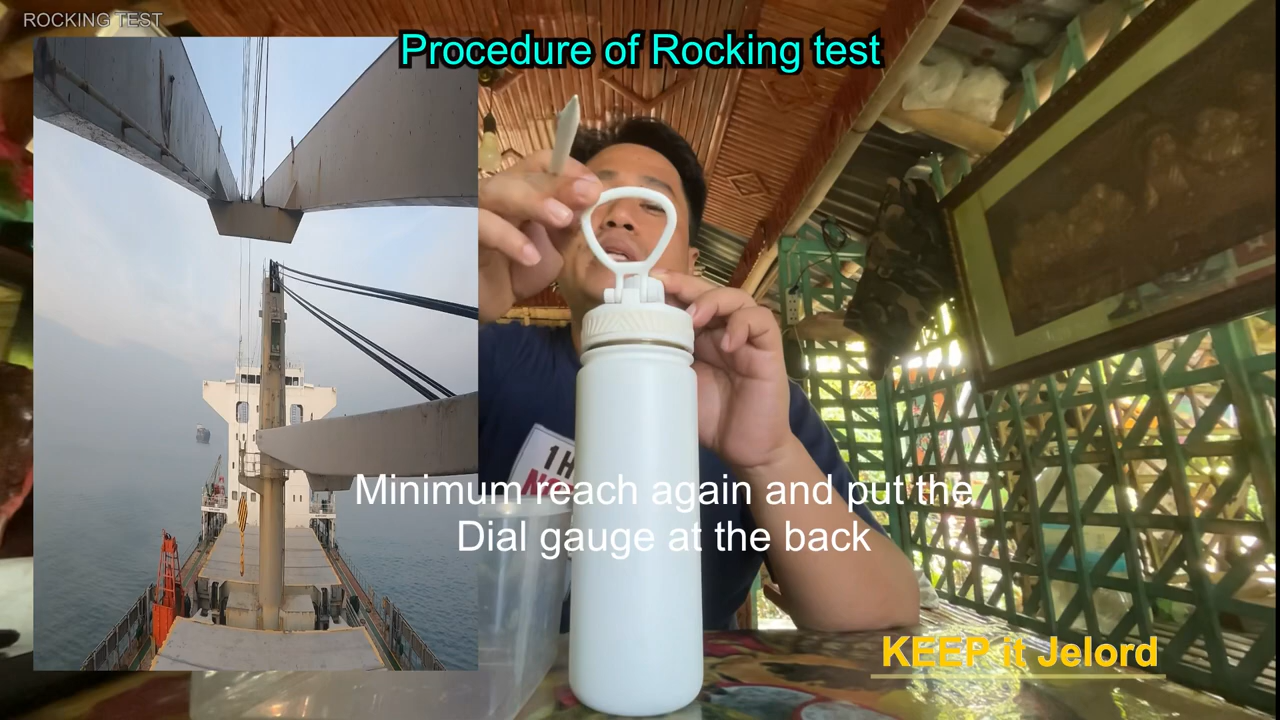 ROCKING TEST
Procedure of Rocking test
1 H
Minimum reach again and put the
Dial gauge at the back
KEEP it Jelord